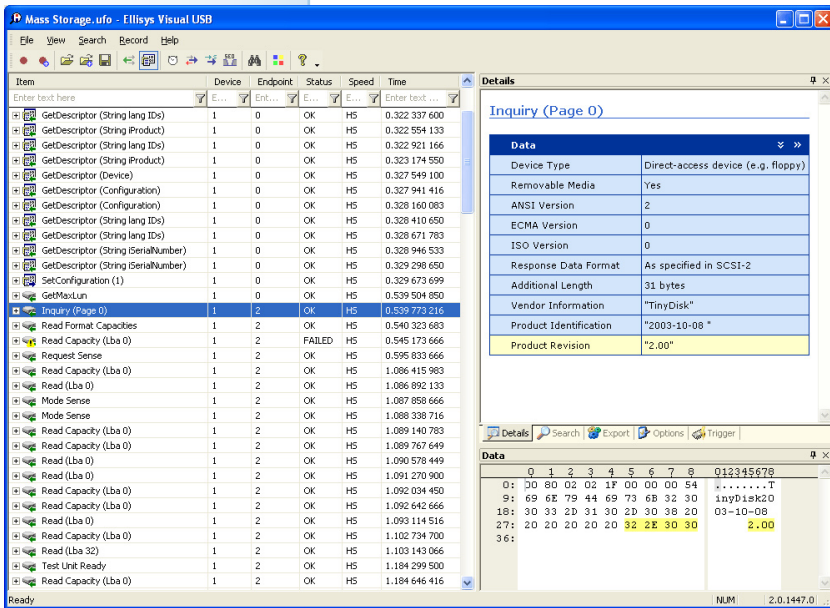 Mass Storage.ufo - Ellisys Visual USB
File View Search Record Help
Item Device Endpoint Status Speed Time
Enter text here E... Ent... E... E... Enter text ...
GetDescriptor (String lang IDs) 1 0 OK HS 0.322 337 600
GetDescriptor (String iProduct) 1 0 OK HS 0.322 554 133
GetDescriptor (String lang IDs) 1 0 OK HS 0.322 921 166
GetDescriptor (String iProduct) 1 0 OK HS 0.323 174 550
GetDescriptor (Device) 1 0 OK HS 0.327 549 100
GetDescriptor (Configuration) 1 0 OK HS 0.327 941 416
GetDescriptor (Configuration) 1 0 OK HS 0.328 160 083
GetDescriptor (String lang IDs) 1 0 OK HS 0.328 410 650
GetDescriptor (String lang IDs) 1 0 OK HS 0.328 671 783
GetDescriptor (String iSerialNumber) 1 0 OK HS 0.328 946 533
GetDescriptor (String iSerialNumber) 1 0 OK HS 0.329 298 650
SetConfiguration (1) 1 0 OK HS 0.329 673 699
GetMaxLun 1 0 OK HS 0.539 504 850
Inquiry (Page 0) 1 2 OK HS 0.539 773 216
Read Format Capacities 1 2 OK HS 0.540 323 683
Read Capacity (Lba 0) 1 2 FAILED HS 0.545 173 666
Request Sense 1 2 OK HS 0.595 833 666
Read Capacity (Lba 0) 1 2 OK HS 1.086 415 983
Read (Lba 0) 1 2 OK HS 1.086 892 133
Mode Sense 1 2 OK HS 1.087 858 666
Mode Sense 1 2 OK HS 1.088 338 716
Read Capacity (Lba 0) 1 2 OK HS 1.089 140 783
Read Capacity (Lba 0) 1 2 OK HS 1.089 767 649
Read (Lba 0) 1 2 OK HS 1.090 578 449
Read (Lba 0) 1 2 OK HS 1.091 270 900
Read Capacity (Lba 0) 1 2 OK HS 1.092 034 450
Read Capacity (Lba 0) 1 2 OK HS 1.092 642 666
Read (Lba 0) 1 2 OK HS 1.093 114 516
Read Capacity (Lba 0) 1 2 OK HS 1.102 734 700
Read (Lba 32) 1 2 OK HS 1.103 143 066
Test Unit Ready 1 2 OK HS 1.184 299 500
Read Capacity (Lba 0) 1 2 OK HS 1.184 646 416
Details
Inquiry (Page 0)
Data
Device Type Direct-access device (e.g. floppy)
Removable Media Yes
ANSI Version 2
ECMA Version 0
ISO Version 0
Response Data Format As specified in SCSI-2
Additional Length 31 bytes
Vendor Information "TinyDisk"
Product Identification "2003-10-08 "
Product Revision "2.00"
Details Search Export Options Trigger
Data
0 1 2 3 4 5 6 7 8 012345678
0: 00 80 02 02 1F 00 00 00 54 ........T
9: 69 6E 79 44 69 73 6B 32 30 inyDisk20
18: 30 33 2D 31 30 2D 30 38 20 03-10-08
27: 20 20 20 20 20 32 2E 30 30 2.00
36:
Ready NUM 2.0.1447.0